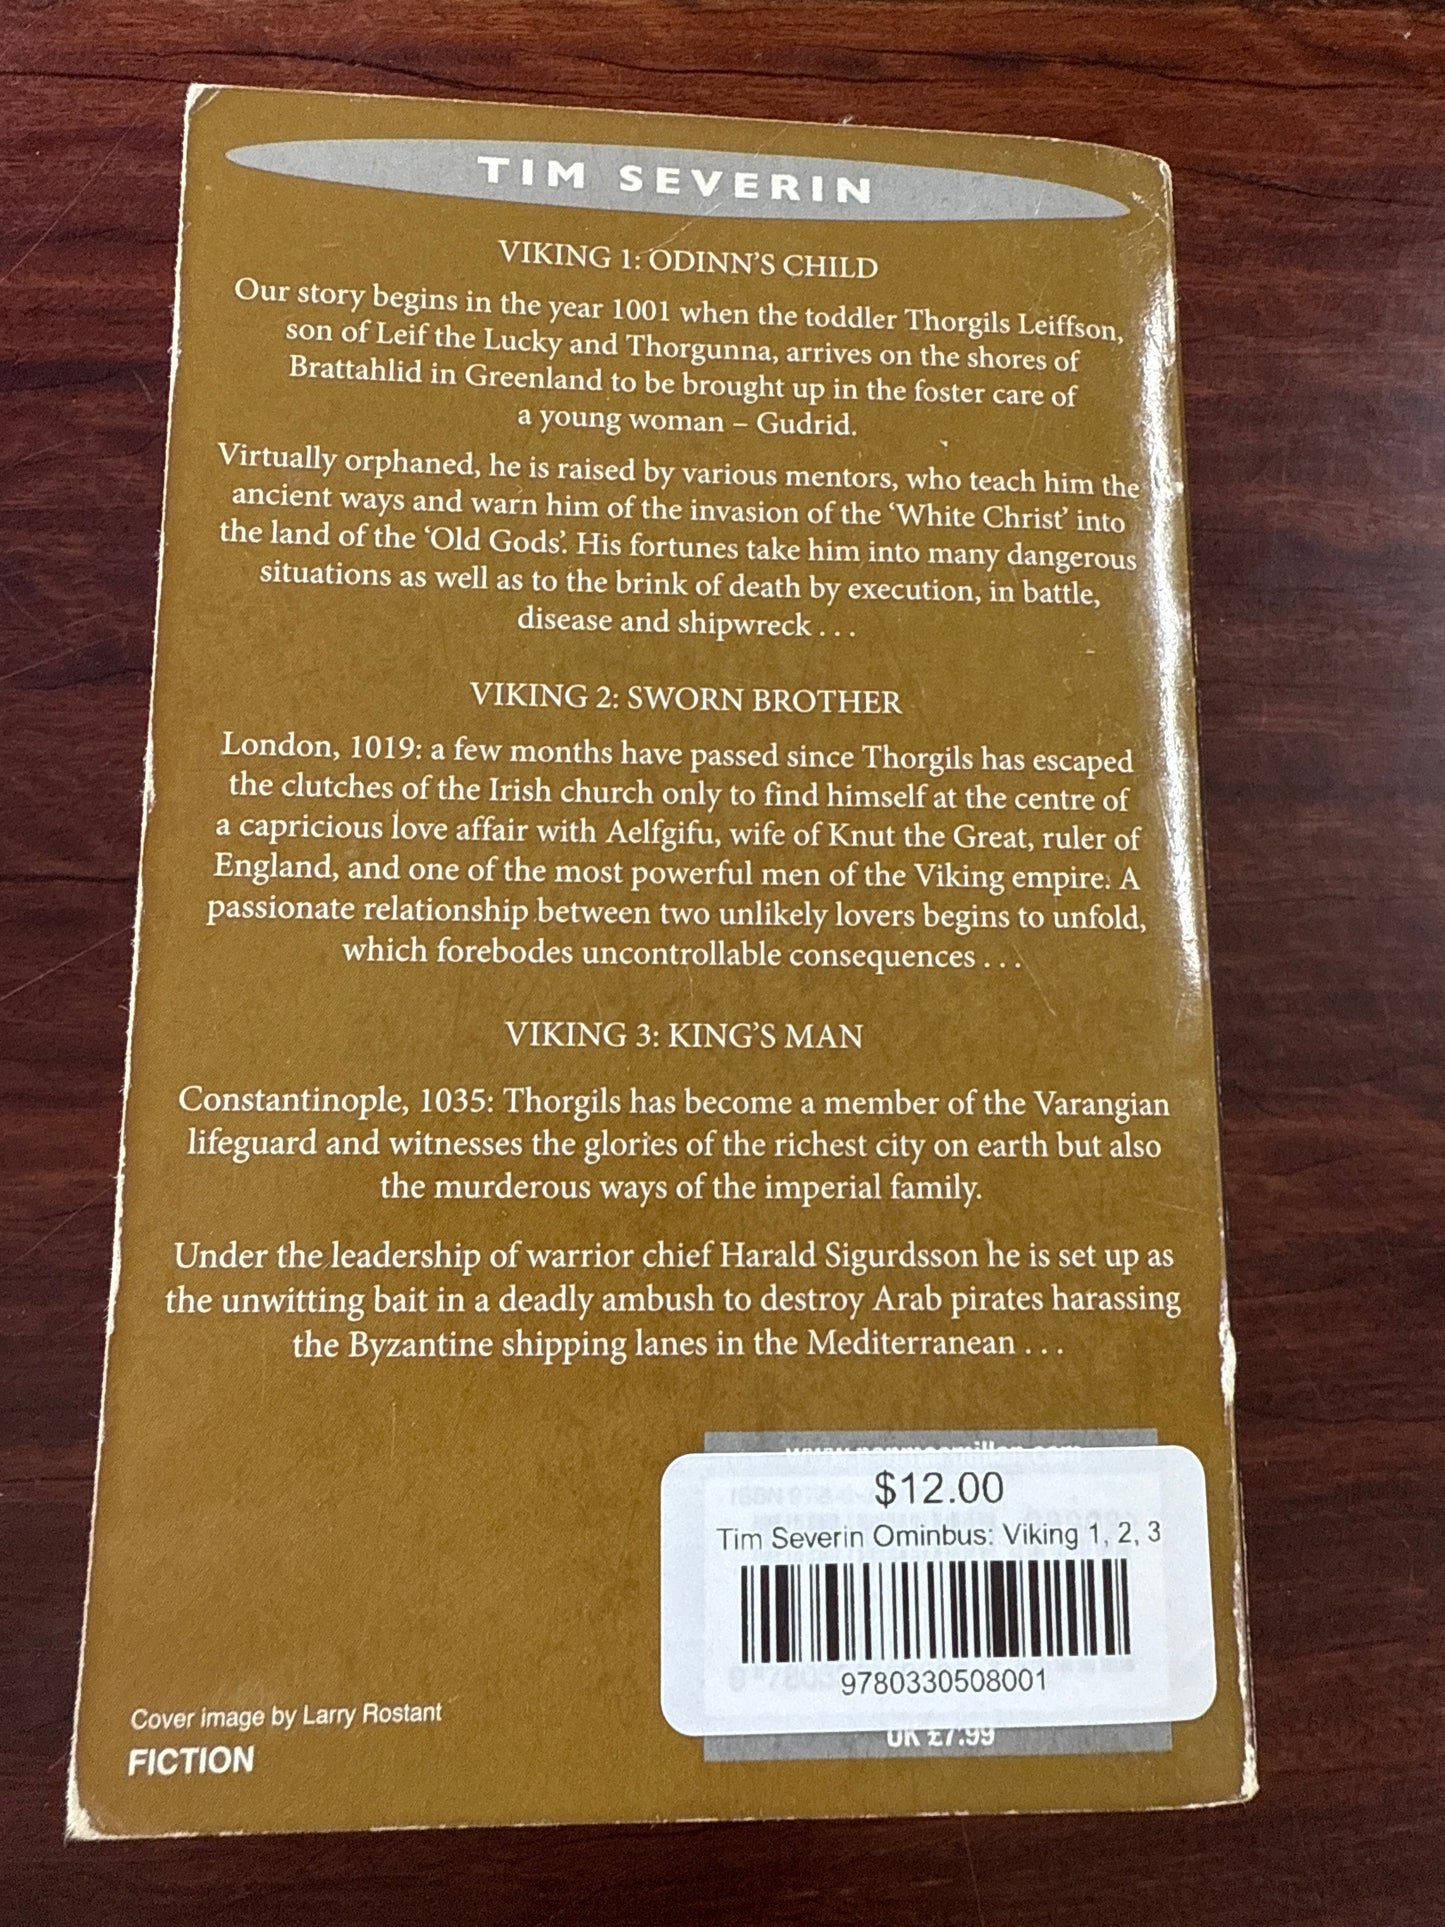 TIM SEVERIN
VIKING 1: ODINN'S CHILD
Our story begins in the year 1001 when the toddler Thorgils Leiffson,
son of Leif the Lucky and Thorgunna, arrives on the shores of
Brattahlid in Greenland to be brought up in the foster care of
a young woman – Gudrid.
Virtually orphaned, he is raised by various mentors, who teach him the
ancient ways and warn him of the invasion of the 'White Christ' into
the land of the 'Old Gods'. His fortunes take him into many dangerous
situations as well as to the brink of death by execution, in battle,
disease and shipwreck . . .
VIKING 2: SWORN BROTHER
London, 1019: a few months have passed since Thorgils has escaped
the clutches of the Irish church only to find himself at the centre of
a capricious love affair with Aelfgifu, wife of Knut the Great, ruler of
England, and one of the most powerful men of the Viking empire. A
passionate relationship between two unlikely lovers begins to unfold,
which forebodes uncontrollable consequences . . .
VIKING 3: KING'S MAN
Constantinople, 1035: Thorgils has become a member of the Varangian
lifeguard and witnesses the glories of the richest city on earth but also
the murderous ways of the imperial family.
Under the leadership of warrior chief Harald Sigurdsson he is set up as
the unwitting bait in a deadly ambush to destroy Arab pirates harassing
the Byzantine shipping lanes in the Mediterranean . . .
$12.00
Tim Severin Ominbus: Viking 1, 2, 3
9780330508001
UK £7.99
Cover image by Larry Rostant
FICTION